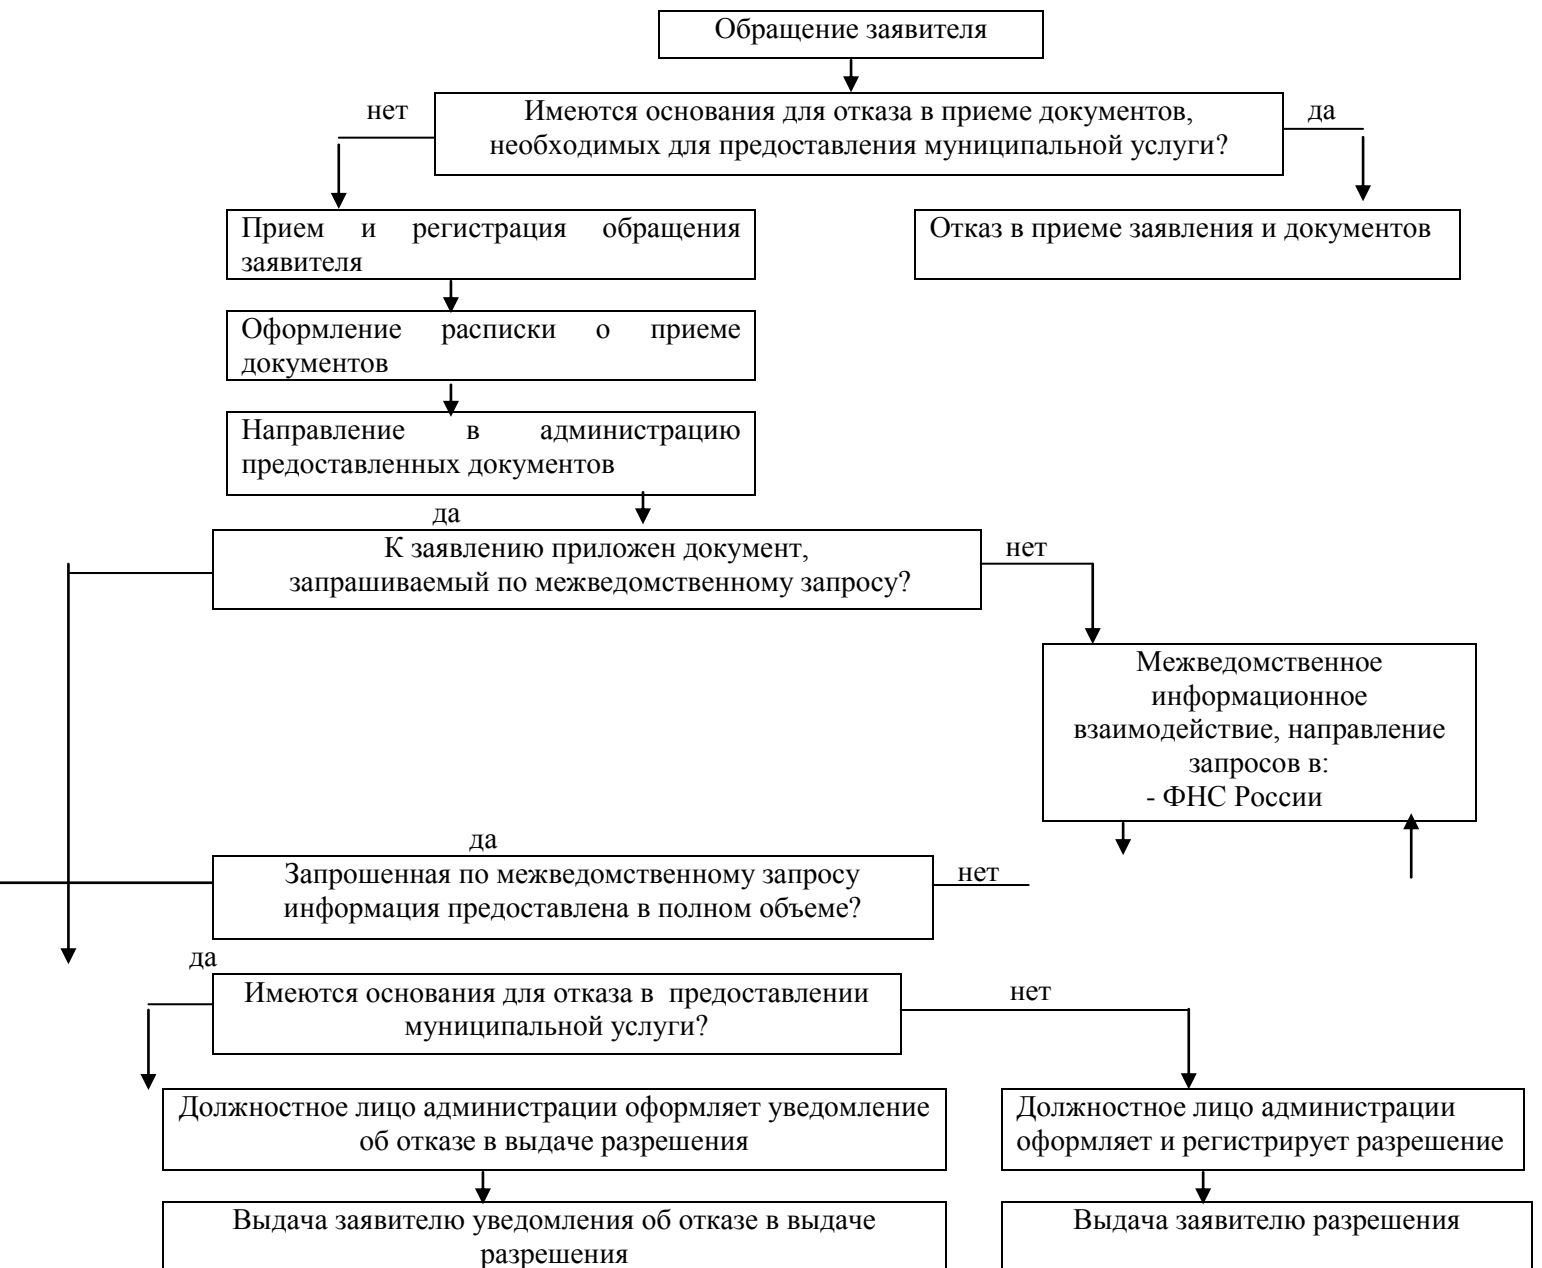 Обращение заявителя
нет
Имеются основания для отказа в приеме документов,
необходимых для предоставления муниципальной услуги?
да
Прием и регистрация обращения
заявителя
Отказ в приеме заявления и документов
Оформление расписки о приеме
документов
Направление в администрацию
предоставленных документов
да
К заявлению приложен документ,
запрашиваемый по межведомственному запросу?
нет
Межведомственное
информационное
взаимодействие, направление
запросов в:
- ФНС России
да
Запрошенная по межведомственному запросу
информация предоставлена в полном объеме?
нет
да
Имеются основания для отказа в предоставлении
муниципальной услуги?
нет
Должностное лицо администрации оформляет уведомление
об отказе в выдаче разрешения
Должностное лицо администрации
оформляет и регистрирует разрешение
Выдача заявителю уведомления об отказе в выдаче
разрешения
Выдача заявителю разрешения